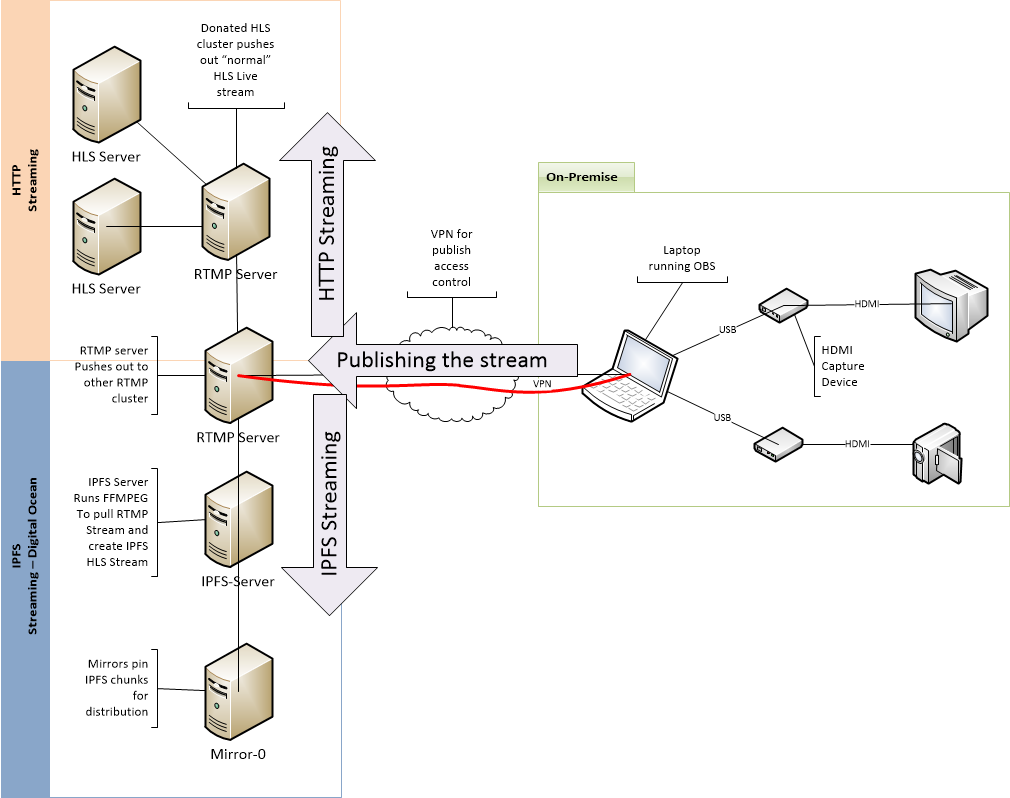 HTTP
Streaming
Donated HLS
cluster pushes
out “normal”
HLS Live
stream
HLS Server
HLS Server
RTMP Server
HTTP Streaming
IPFS
Streaming – Digital Ocean
RTMP server
Pushes out to
other RTMP
cluster
RTMP Server
IPFS Server
Runs FFMPEG
To pull RTMP
Stream and
create IPFS
HLS Stream
IPFS-Server
Mirrors pin
IPFS chunks
for
distribution
Mirror-0
IPFS Streaming
Publishing the stream
VPN for
publish
access
control
VPN
On-Premise
Laptop
running OBS
USB
HDMI
HDMI
Capture
Device
USB
HDMI